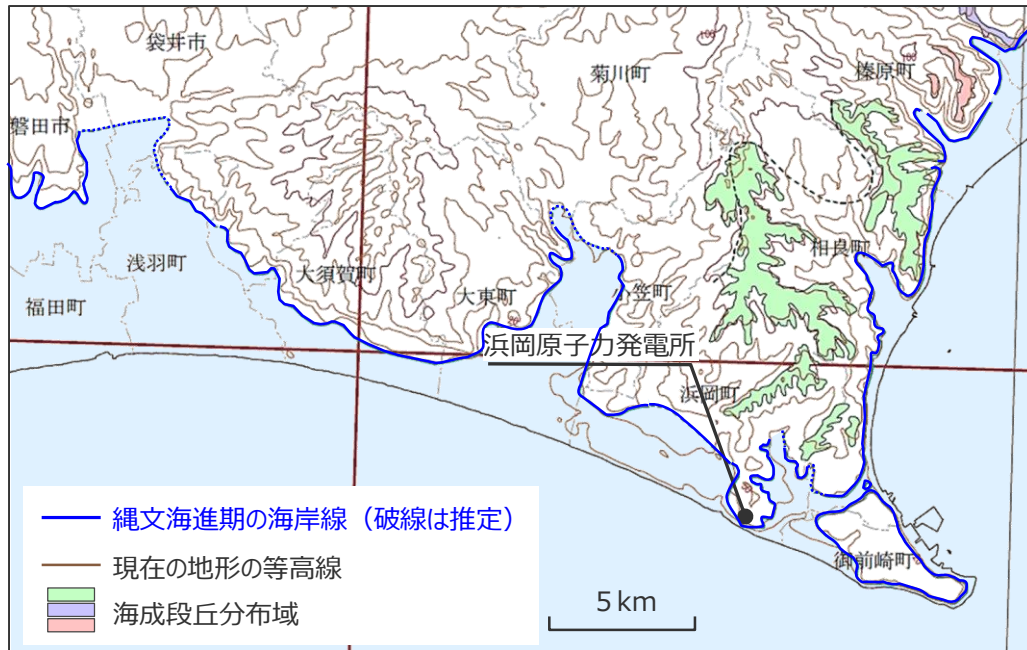 袋井市
菊川町
榛原町
磐田市
相良町
浅羽町
大須賀町
福田町
大東町
小笠町
浜岡原子力発電所
浜岡町
御前崎町
縄文海進期の海岸線（破線は推定）
現在の地形の等高線
海成段丘分布域
5 km